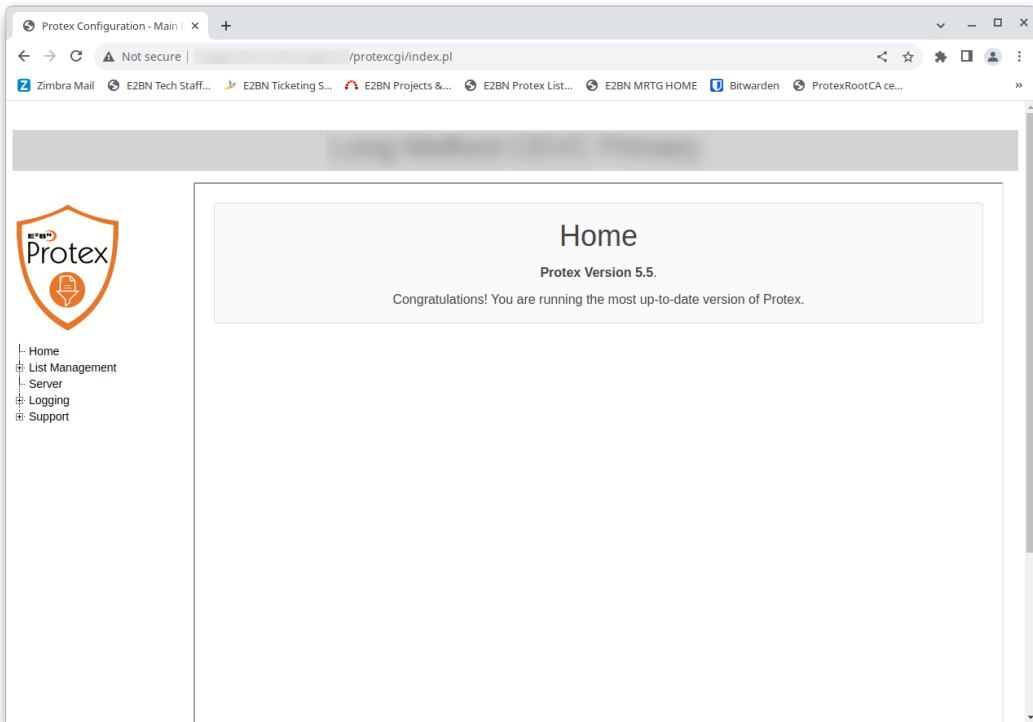 Protex Configuration - Main
Not secure
/protexcgi/index.pl
Zimbra Mail
E2BN Tech Staff...
E2BN Ticketing S...
E2BN Projects &...
E2BN Protex List...
E2BN MRTG HOME
Bitwarden
ProtexRootCA ce...
»
E2BN
Protex
Home
List Management
Server
Logging
Support
Home
Protex Version 5.5.
Congratulations! You are running the most up-to-date version of Protex.